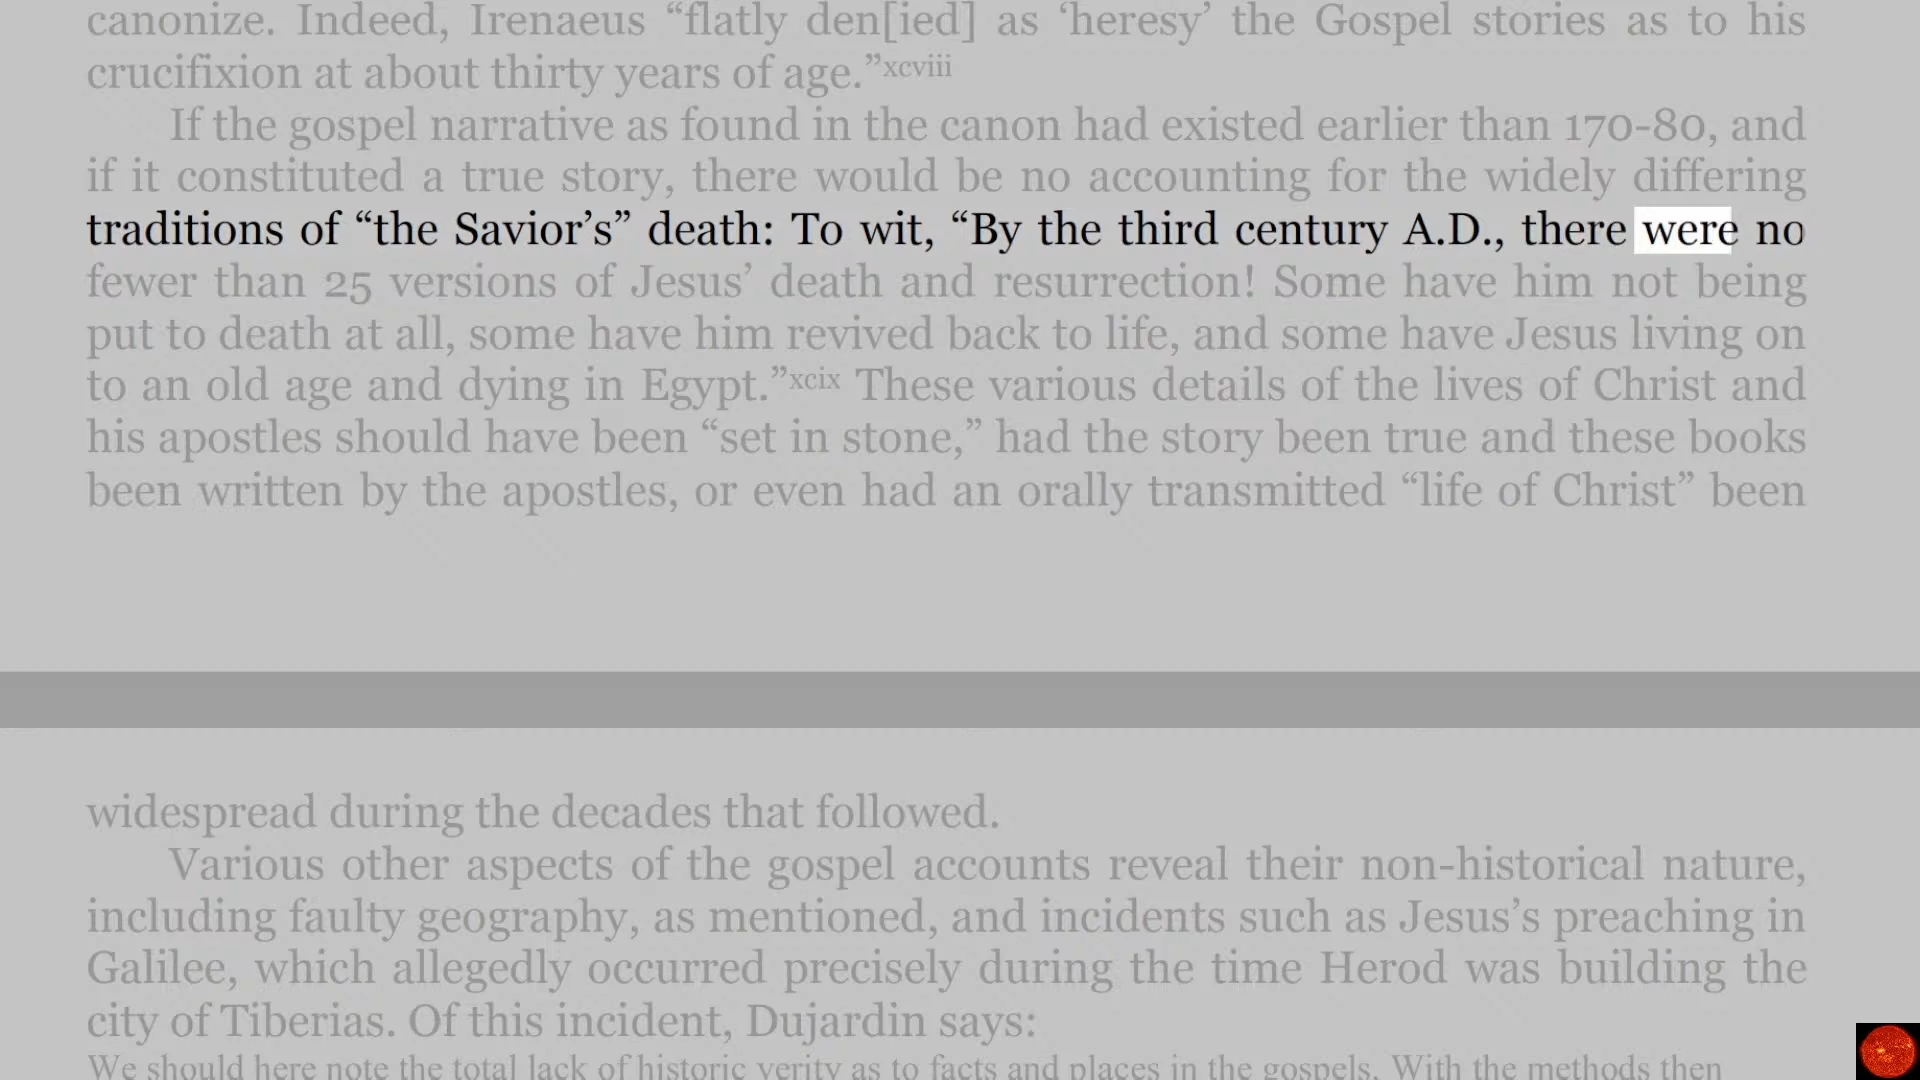 canonize. Indeed, Irenaeus “flatly den[ied] as ‘heresy’ the Gospel stories as to his
crucifixion at about thirty years of age.”xcviii
If the gospel narrative as found in the canon had existed earlier than 170-80, and
if it constituted a true story, there would be no accounting for the widely differing
traditions of “the Savior’s” death: To wit, “By the third century A.D., there were no
fewer than 25 versions of Jesus’ death and resurrection! Some have him not being
put to death at all, some have him revived back to life, and some have Jesus living on
to an old age and dying in Egypt.”xcix These various details of the lives of Christ and
his apostles should have been “set in stone,” had the story been true and these books
been written by the apostles, or even had an orally transmitted “life of Christ” been
widespread during the decades that followed.
Various other aspects of the gospel accounts reveal their non-historical nature,
including faulty geography, as mentioned, and incidents such as Jesus’s preaching in
Galilee, which allegedly occurred precisely during the time Herod was building the
city of Tiberias. Of this incident, Dujardin says:
We should here note the total lack of historic verity as to facts and places in the gospels. With the methods then